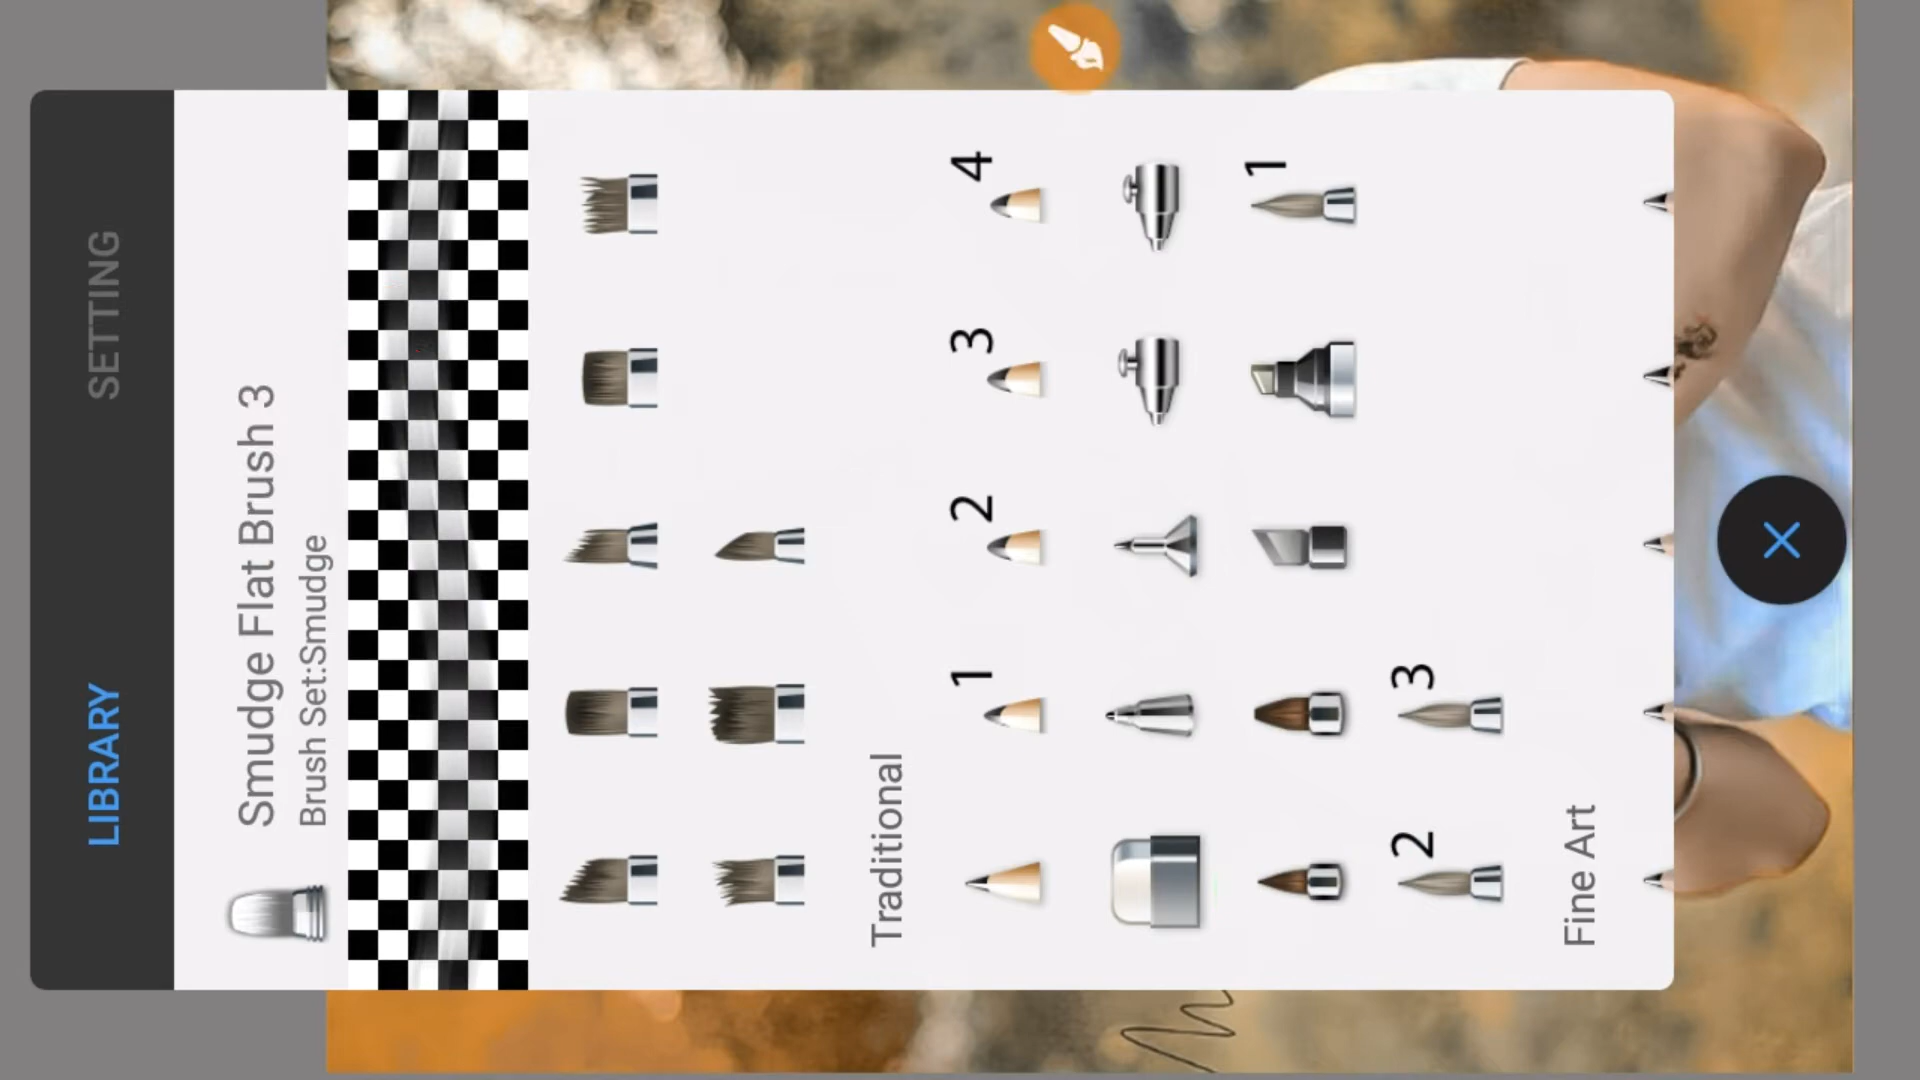 LIBRARY SETTING
Smudge Flat Brush 3
Brush Set:Smudge
Traditional
1 2 3 4
1
2 3
Fine Art